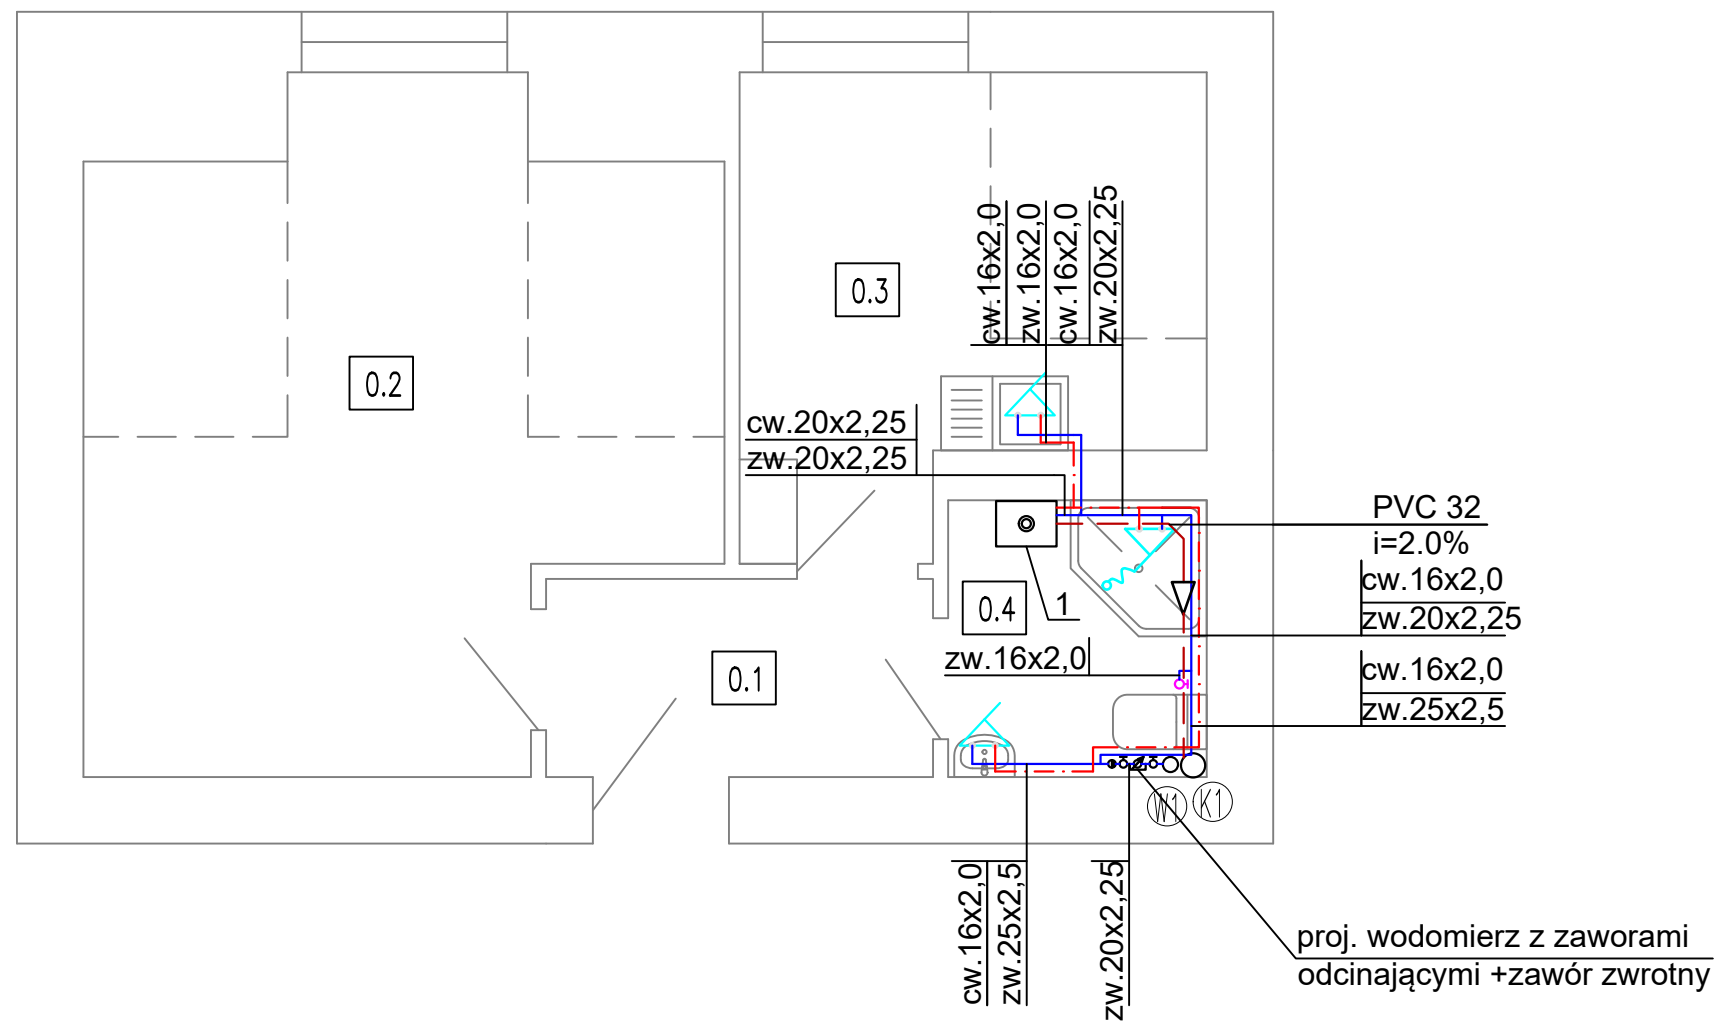 cw.16x2,0
zw.16x2,0
cw.16x2,0
zw.20x2,25
0.3
0.2
cw.20x2,25
zw.20x2,25
PVC 32
i=2.0%
cw.16x2,0
zw.20x2,25
1
0.4
zw.16x2,0
0.1
cw.16x2,0
zw.25x2,5
W1
K1
cw.16x2,0
zw.25x2,5
zw.20x2,25
proj. wodomierz z zaworami
odcinającymi +zawór zwrotny